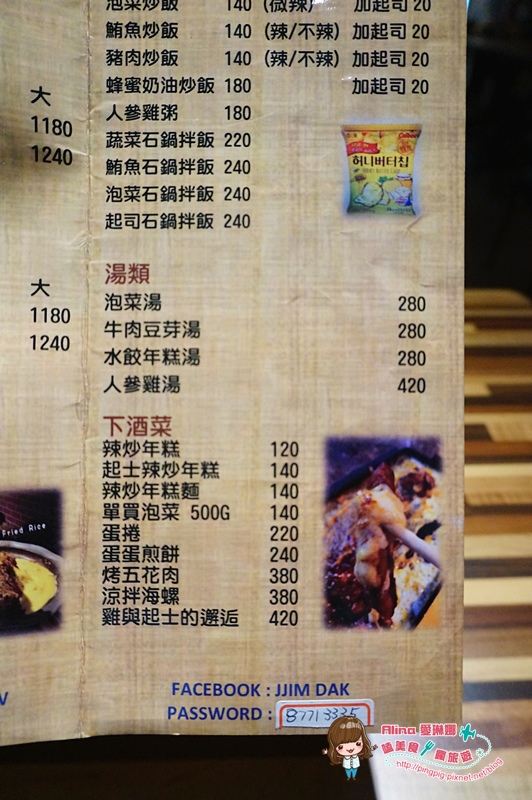 泡菜炒飯 140 (微辣) 加起司 20
鮪魚炒飯 140 (辣/不辣) 加起司 20
豬肉炒飯 140 (辣/不辣) 加起司 20
蜂蜜奶油炒飯 180 加起司 20
人參雞粥 180
蔬菜石鍋拌飯 220
鮪魚石鍋拌飯 240
泡菜石鍋拌飯 240
起司石鍋拌飯 240
大
1180
1240
허니버터칩
湯類
泡菜湯 280
牛肉豆芽湯 280
水餃年糕湯 280
人參雞湯 420
大
1180
1240
下酒菜
辣炒年糕 120
起士辣炒年糕 140
辣炒年糕麵 140
單買泡菜 500G 140
蛋捲 220
蛋蛋煎餅 240
烤五花肉 380
涼拌海螺 380
雞與起士的邂逅 420
Fried Rice
FACEBOOK : JJIM DAK
PASSWORD : 87713335
V
Alina 愛琳娜
嗑美食 瘋旅遊
http://pingpig.pixnet.net/blog